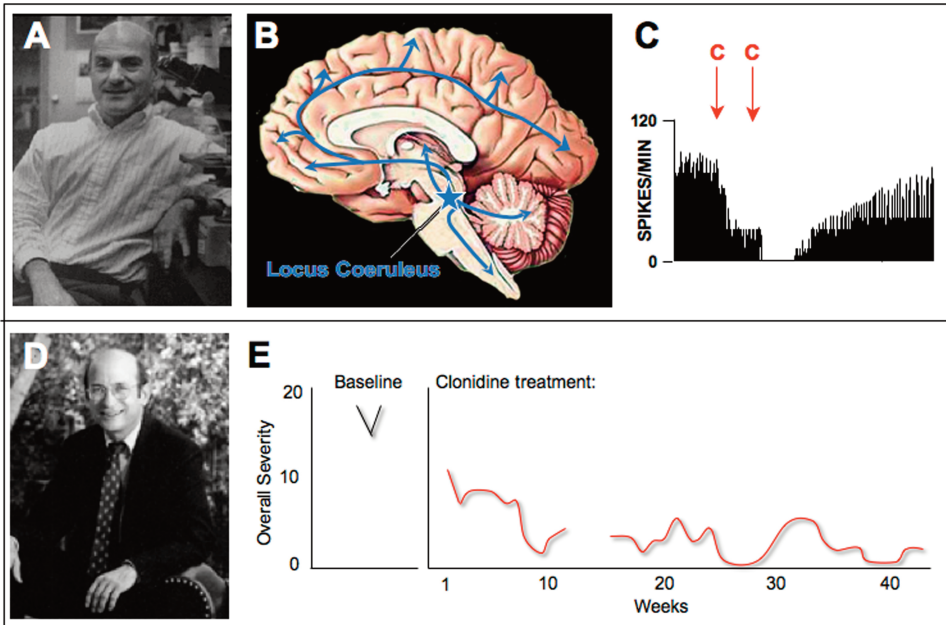 A
B
Locus Coeruleus
C
C C
120
SPIKES/MIN
0
D
E
Baseline
Clonidine treatment:
20
10
0
Overall Severity
1 10 20 30 40
Weeks